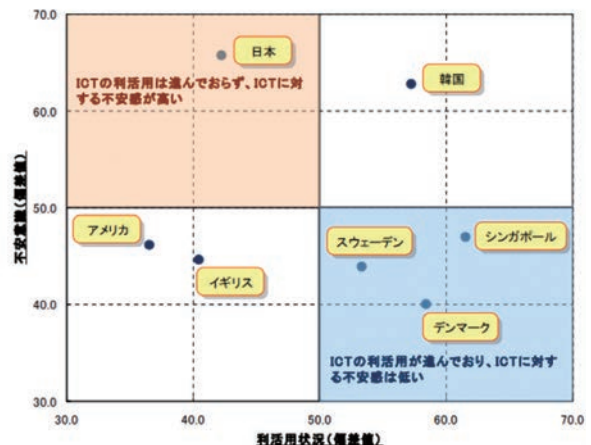 70.0
60.0
50.0
40.0
30.0
不安意識(偏差値)
日本
韓国
ICTの利活用は進んでおらず、ICTに対
する不安感が高い
アメリカ
イギリス
スウェーデン
シンガポール
デンマーク
ICTの利活用が進んでおり、ICTに対す
る不安感は低い
30.0 40.0 50.0 60.0 70.0
利活用状況(偏差値)